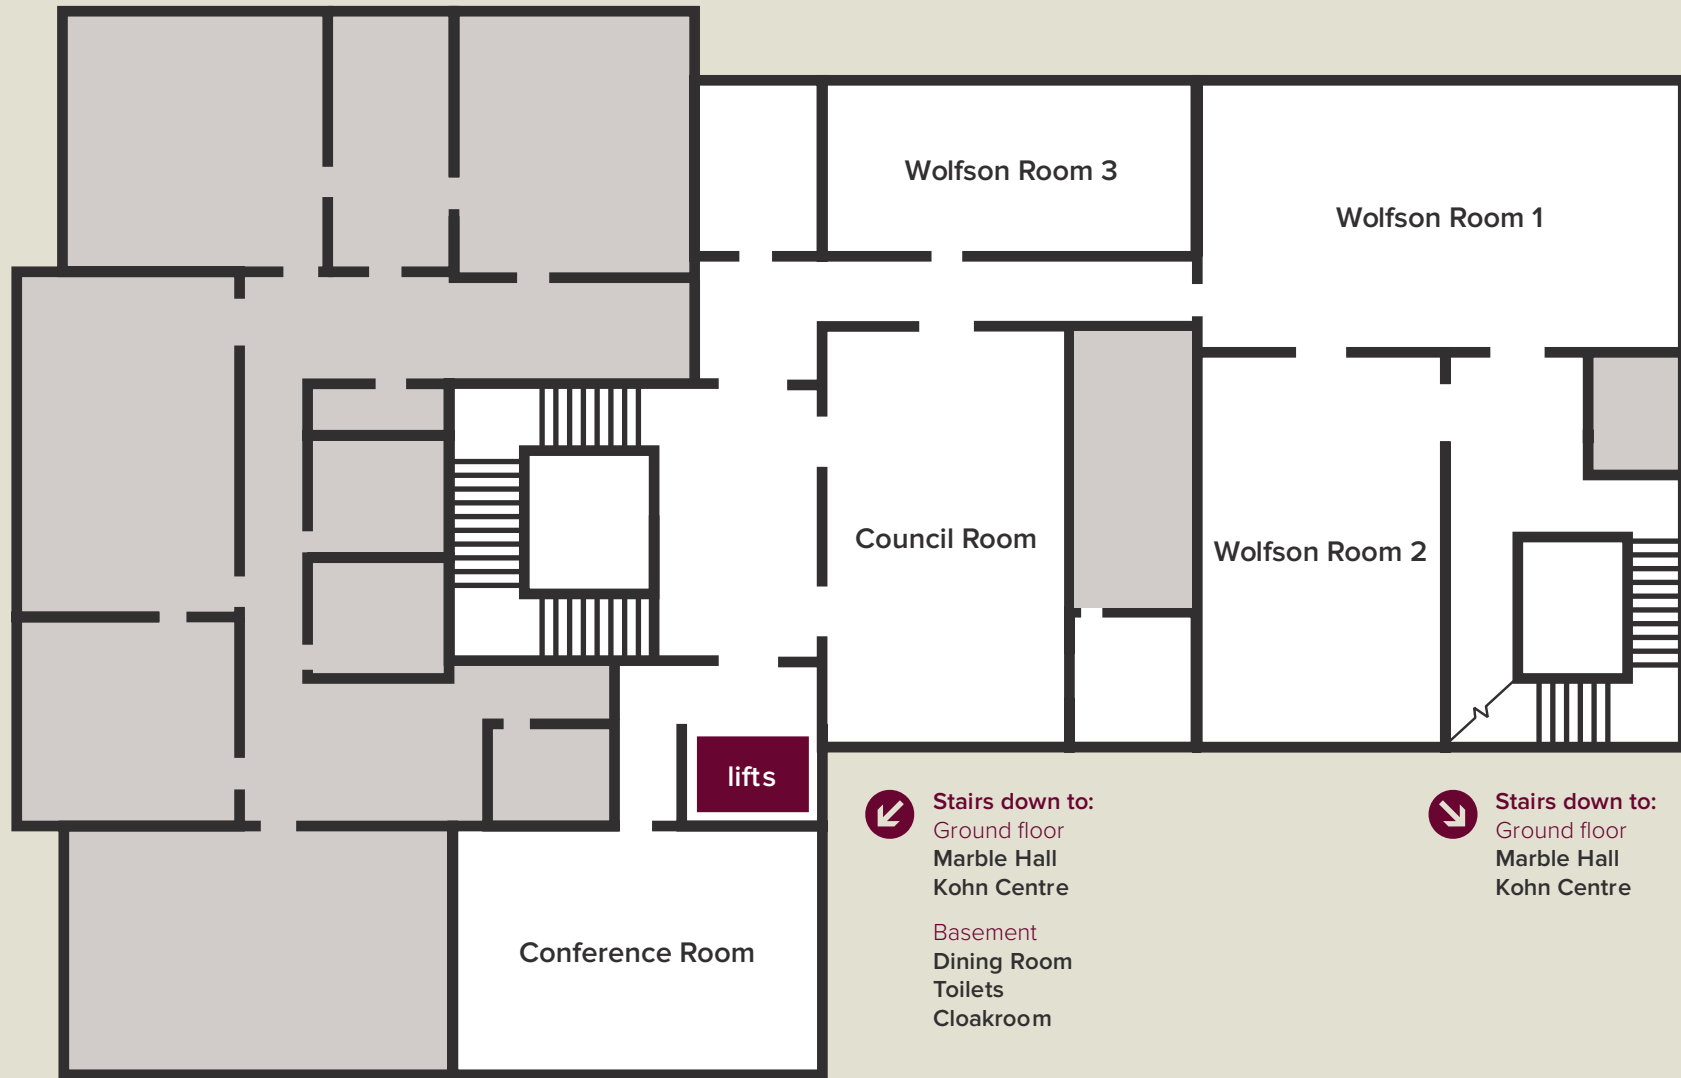 Wolfson Room 3
Wolfson Room 1
Council Room
Wolfson Room 2
lifts
Conference Room
Stairs down to:
Ground floor
Marble Hall
Kohn Centre
Basement
Dining Room
Toilets
Cloakroom
Stairs down to:
Ground floor
Marble Hall
Kohn Centre